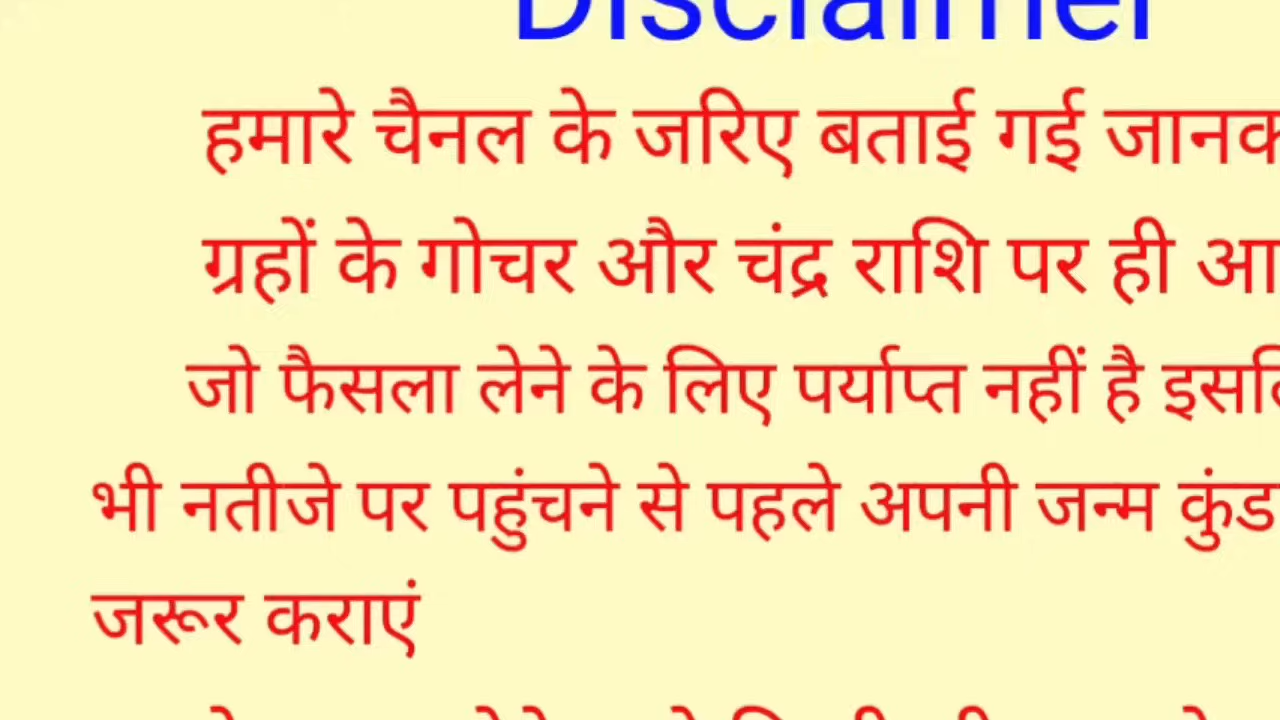 Disclaimer
हमारे चैनल के जरिए बताई गई
ग्रहों के गोचर और चंद्र राशि पर ही
जो फैसला लेने के लिए पर्याप्त नहीं है
भी नतीजे पर पहुंचने से पहले अपनी जन्म
जरूर कराएं